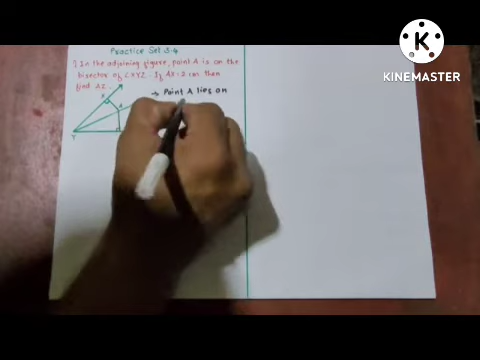 Practice Set 3.4
1. In the adjoining figure, point A is on the
bisector of ∠XYZ. If AX = 2 cm then
find AZ.
→ Point A lies on
X
A
Y
KINEMASTER